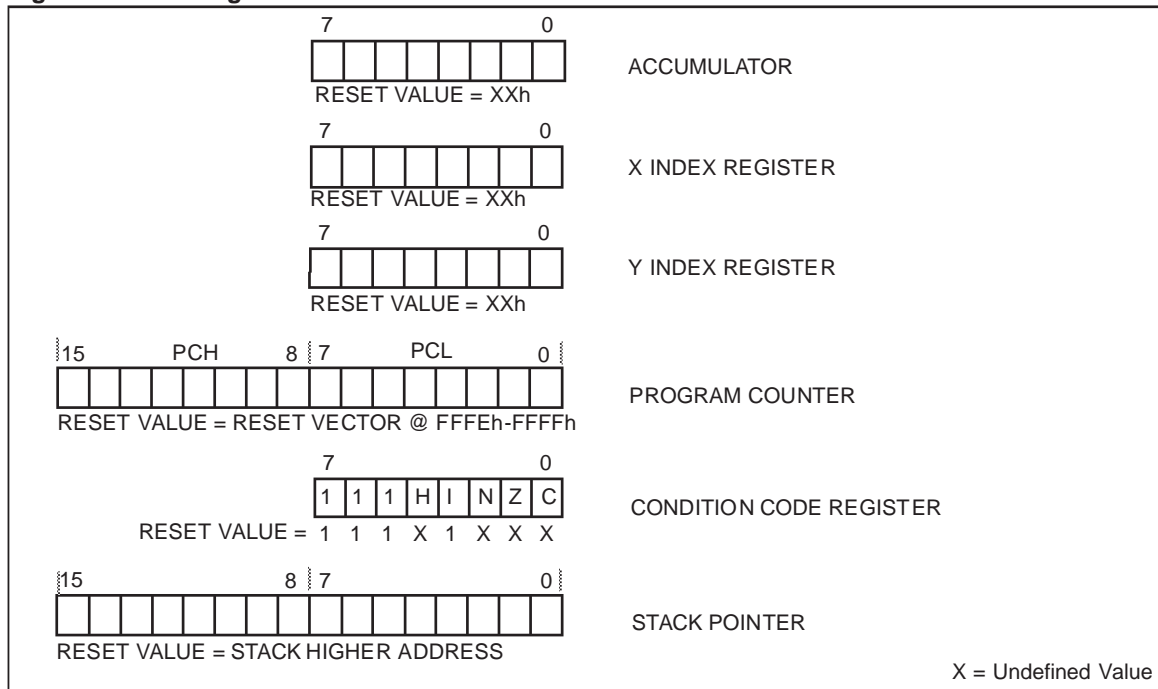 7 0
ACCUMULATOR
RESET VALUE = XXh
7 0
X INDEX REGISTER
RESET VALUE = XXh
7 0
Y INDEX REGISTER
RESET VALUE = XXh
15 PCH 8 7 PCL 0
PROGRAM COUNTER
RESET VALUE = RESET VECTOR @ FFFEh-FFFFh
7 0
1 1 1 H I N Z C
CONDITION CODE REGISTER
RESET VALUE = 1 1 1 X 1 X X X
15 8 7 0
STACK POINTER
RESET VALUE = STACK HIGHER ADDRESS
X = Undefined Value